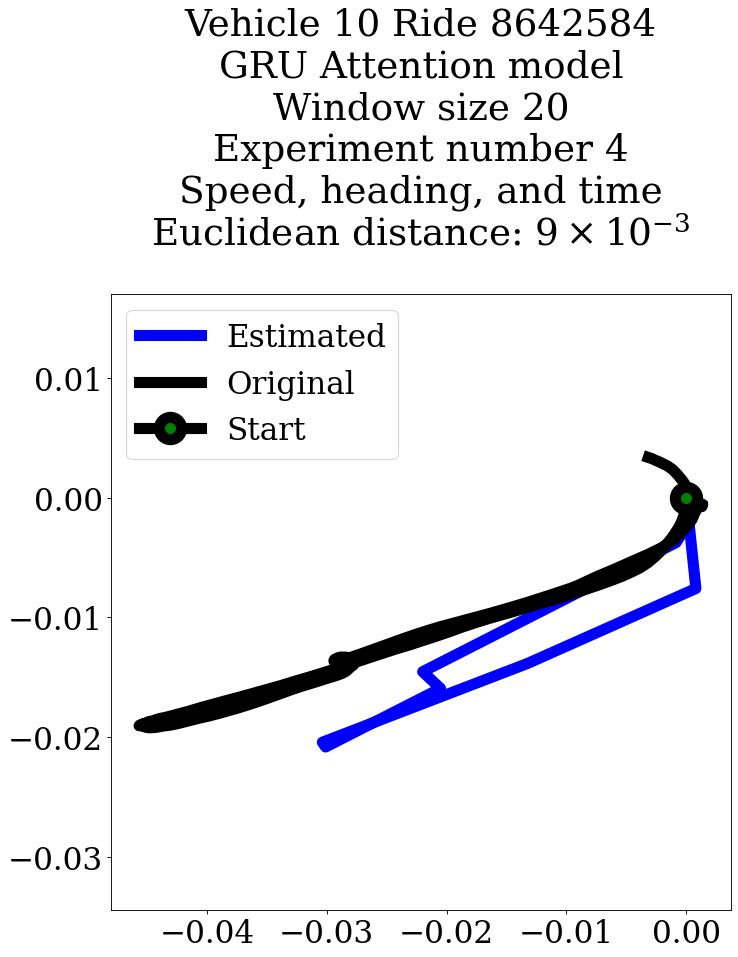 Vehicle 10 Ride 8642584
GRU Attention model
Window size 20
Experiment number 4
Speed, heading, and time
Euclidean distance: 9 × 10⁻³
Estimated
Original
Start
0.01
0.00
−0.01
−0.02
−0.03
−0.04 −0.03 −0.02 −0.01 0.00